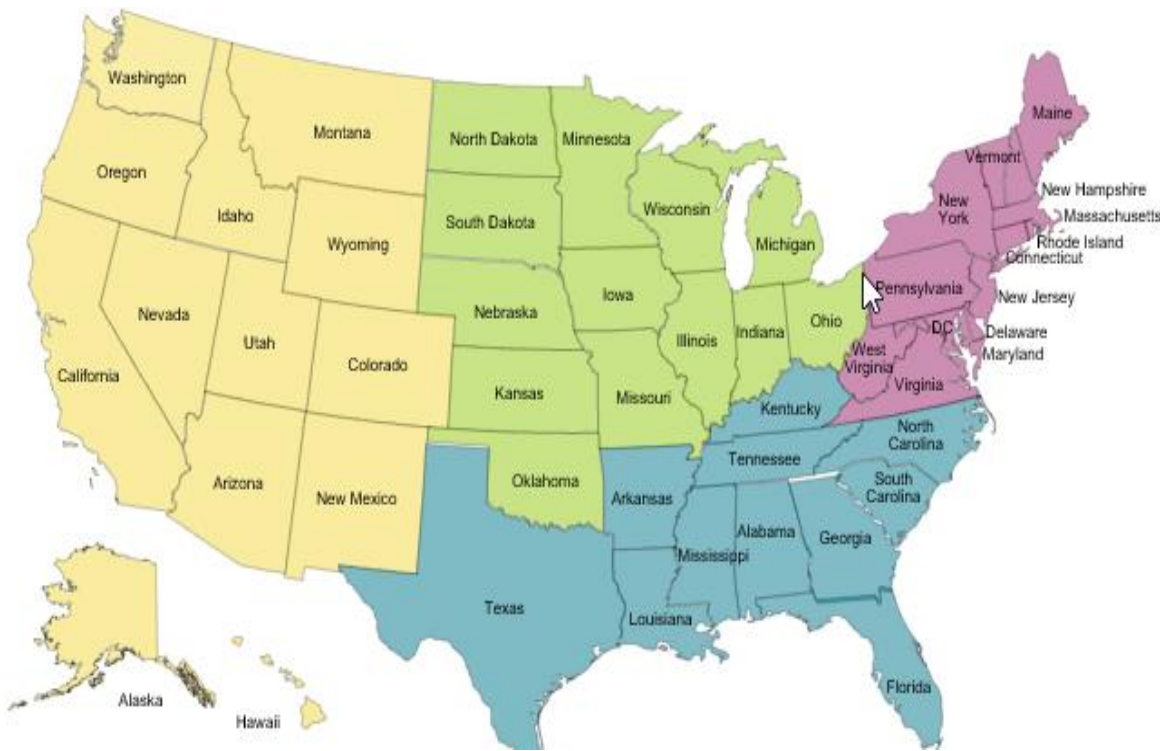 Washington
Montana
North Dakota
Minnesota
Maine
Vermont
Oregon
Idaho
Wyoming
South Dakota
Wisconsin
Michigan
New
York
New Hampshire
Massachusetts
Rhode Island
Connecticut
Nevada
Utah
Colorado
Nebraska
Iowa
Illinois
Indiana
Ohio
Pennsylvania
New Jersey
DC
Delaware
Maryland
California
Kansas
Missouri
West
Virginia
Virginia
Kentucky
Arizona
New Mexico
Oklahoma
Arkansas
Tennessee
North
Carolina
South
Carolina
Texas
Louisiana
Mississippi
Alabama
Georgia
Florida
Alaska
Hawaii